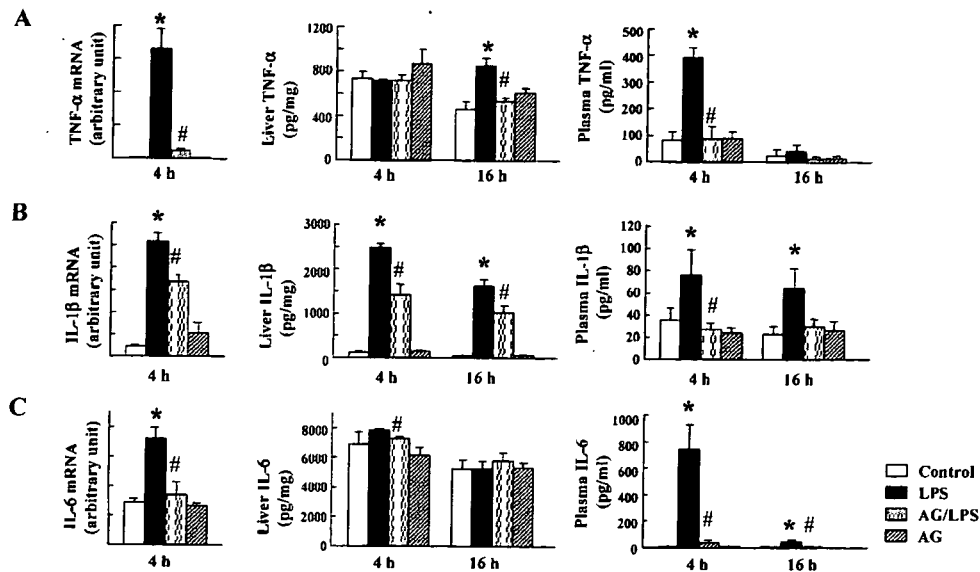 A
TNF-α mRNA
(arbitrary unit)
*
#
4 h
Liver TNF-α
(pg/mg)
1200
800
400
0
*
#
4 h
16 h
Plasma TNF-α
(pg/ml)
500
400
300
200
100
0
*
#
4 h
16 h
B
IL-1β mRNA
(arbitrary unit)
*
#
4 h
Liver IL-1β
(pg/mg)
3000
2000
1000
0
*
#
*
#
4 h
16 h
Plasma IL-1β
(pg/ml)
120
100
80
60
40
20
0
*
#
*
4 h
16 h
C
IL-6 mRNA
(arbitrary unit)
*
#
4 h
Liver IL-6
(pg/mg)
8000
6000
4000
2000
0
#
4 h
16 h
Plasma IL-6
(pg/ml)
1000
800
600
400
200
0
*
#
* #
4 h
16 h
Control
LPS
AG/LPS
AG